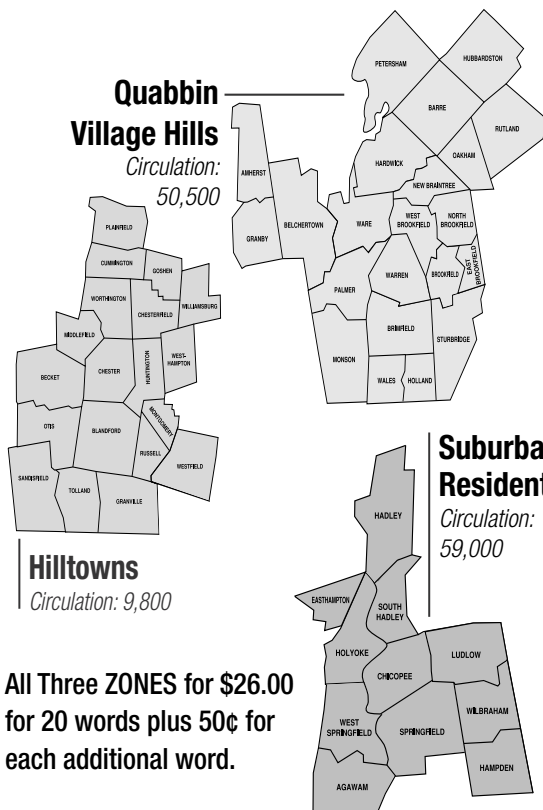 Quabbin
Village Hills
Circulation:
50,500
PETERSHAM
HUBBARDSTON
BARRE
RUTLAND
OAKHAM
HARDWICK
NEW BRAINTREE
AMHERST
BELCHERTOWN
GRANBY
WARE
WEST
BROOKFIELD
NORTH
BROOKFIELD
EAST
BROOKFIELD
BROOKFIELD
WARREN
PALMER
BRIMFIELD
STURBRIDGE
MONSON
WALES
HOLLAND
PLAINFIELD
CUMMINGTON
GOSHEN
WORTHINGTON
CHESTERFIELD
WILLIAMSBURG
MIDDLEFIELD
HUNTINGTON
WEST-
HAMPTON
BECKET
CHESTER
MONTGOMERY
OTIS
BLANDFORD
RUSSELL
WESTFIELD
SANDISFIELD
TOLLAND
GRANVILLE
Hilltowns
Circulation: 9,800
Suburba
Resident
Circulation:
59,000
HADLEY
EASTHAMPTON
SOUTH
HADLEY
HOLYOKE
CHICOPEE
LUDLOW
WEST
SPRINGFIELD
SPRINGFIELD
WILBRAHAM
HAMPDEN
AGAWAM
All Three ZONES for $26.00
for 20 words plus 50¢ for
each additional word.